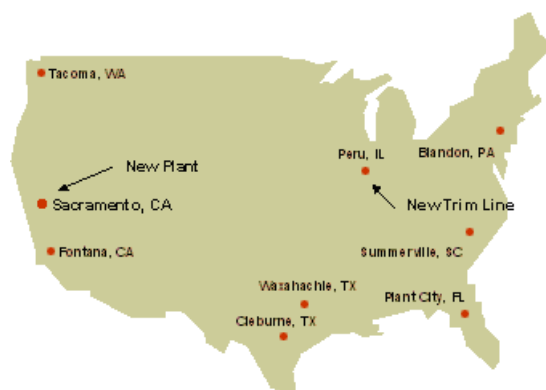 Tacoma, WA
Peru, IL
Blandon, PA
New Plant
Sacramento, CA
New Trim Line
Fontana, CA
Summerville, SC
Waxahachie, TX
Plant City, FL
Cleburne, TX